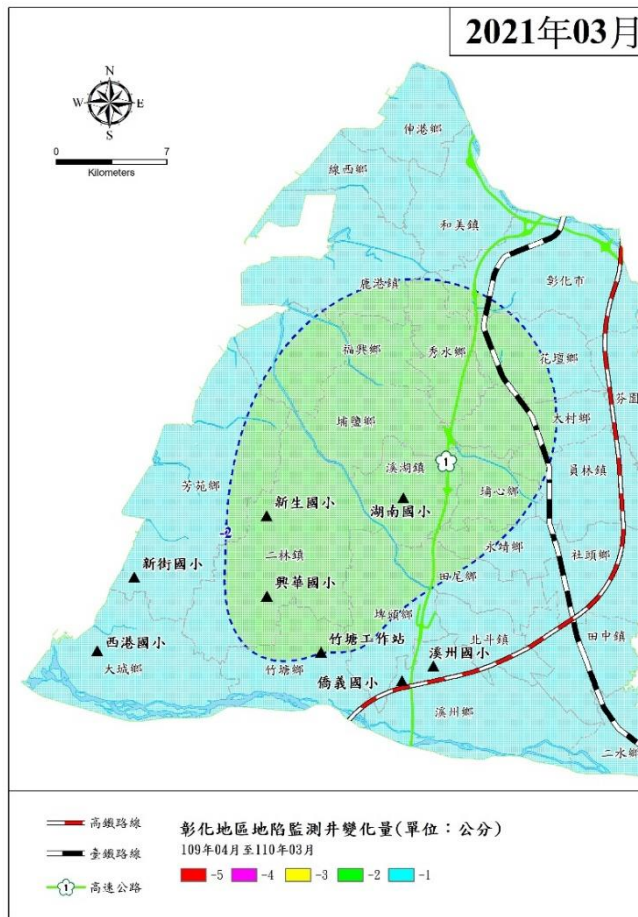 2021年03月
N
W E
S
0 7
Kilometers
伸港鄉
線西鄉
和美鎮
彰化市
鹿港鎮
福興鄉 秀水鄉 花壇鄉
芬園
埔鹽鄉 大村鄉
溪湖鎮 員林鎮
芳苑鄉 1 埔心鄉
新生國小 湖南國小
-2
二林鎮 永靖鄉 社頭鄉
新街國小 田尾鄉
興華國小
埤頭鄉 北斗鎮 田中鎮
西港國小 竹塘工作站 溪州國小
大城鄉 竹塘鄉
僑義國小
溪州鄉
二水鄉
高鐵路線
臺鐵路線
1 高速公路
彰化地區地陷監測井變化量(單位：公分)
109年04月至110年03月
-5 -4 -3 -2 -1